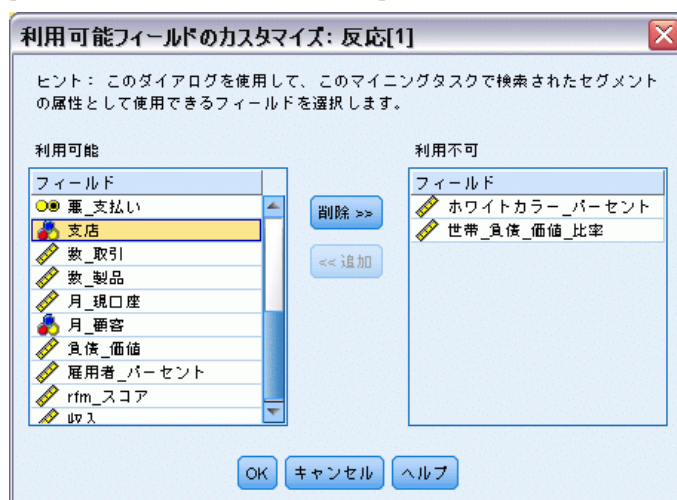 利用可能フィールドのカスタマイズ: 反応[1]
ヒント： このダイアログを使用して、このマイニングタスクで検索されたセグメント
の属性として使用できるフィールドを選択します。
利用可能
フィールド
悪_支払い
支店
数_取引
数_製品
月_現口座
月_顧客
負債_価値
雇用者_パーセント
rfm_スコア
収入
削除 >>
<< 追加
利用不可
フィールド
ホワイトカラー_パーセント
世帯_負債_価値_比率
OK
キャンセル
ヘルプ